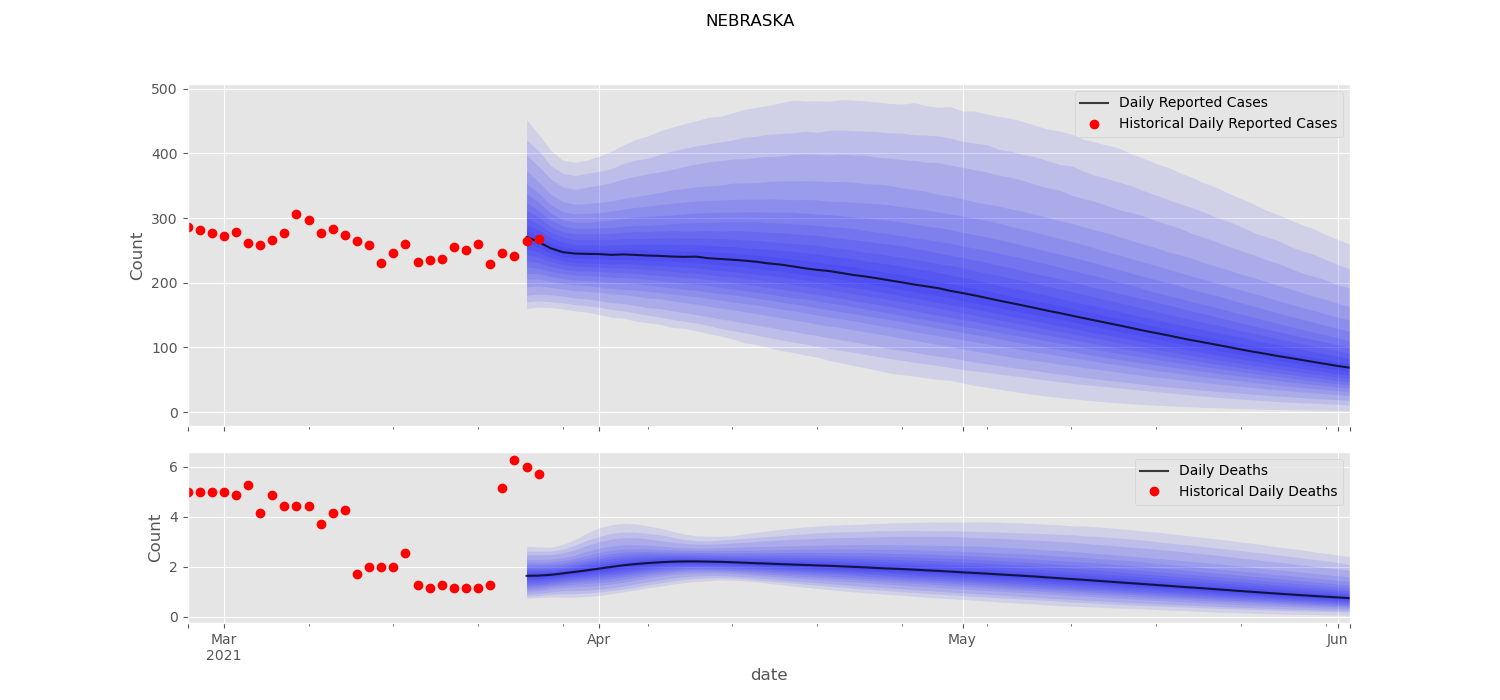 NEBRASKA
500
400
300
200
100
0
Count
Daily Reported Cases
Historical Daily Reported Cases
6
4
2
0
Count
Daily Deaths
Historical Daily Deaths
Mar
2021
Apr
May
Jun
date